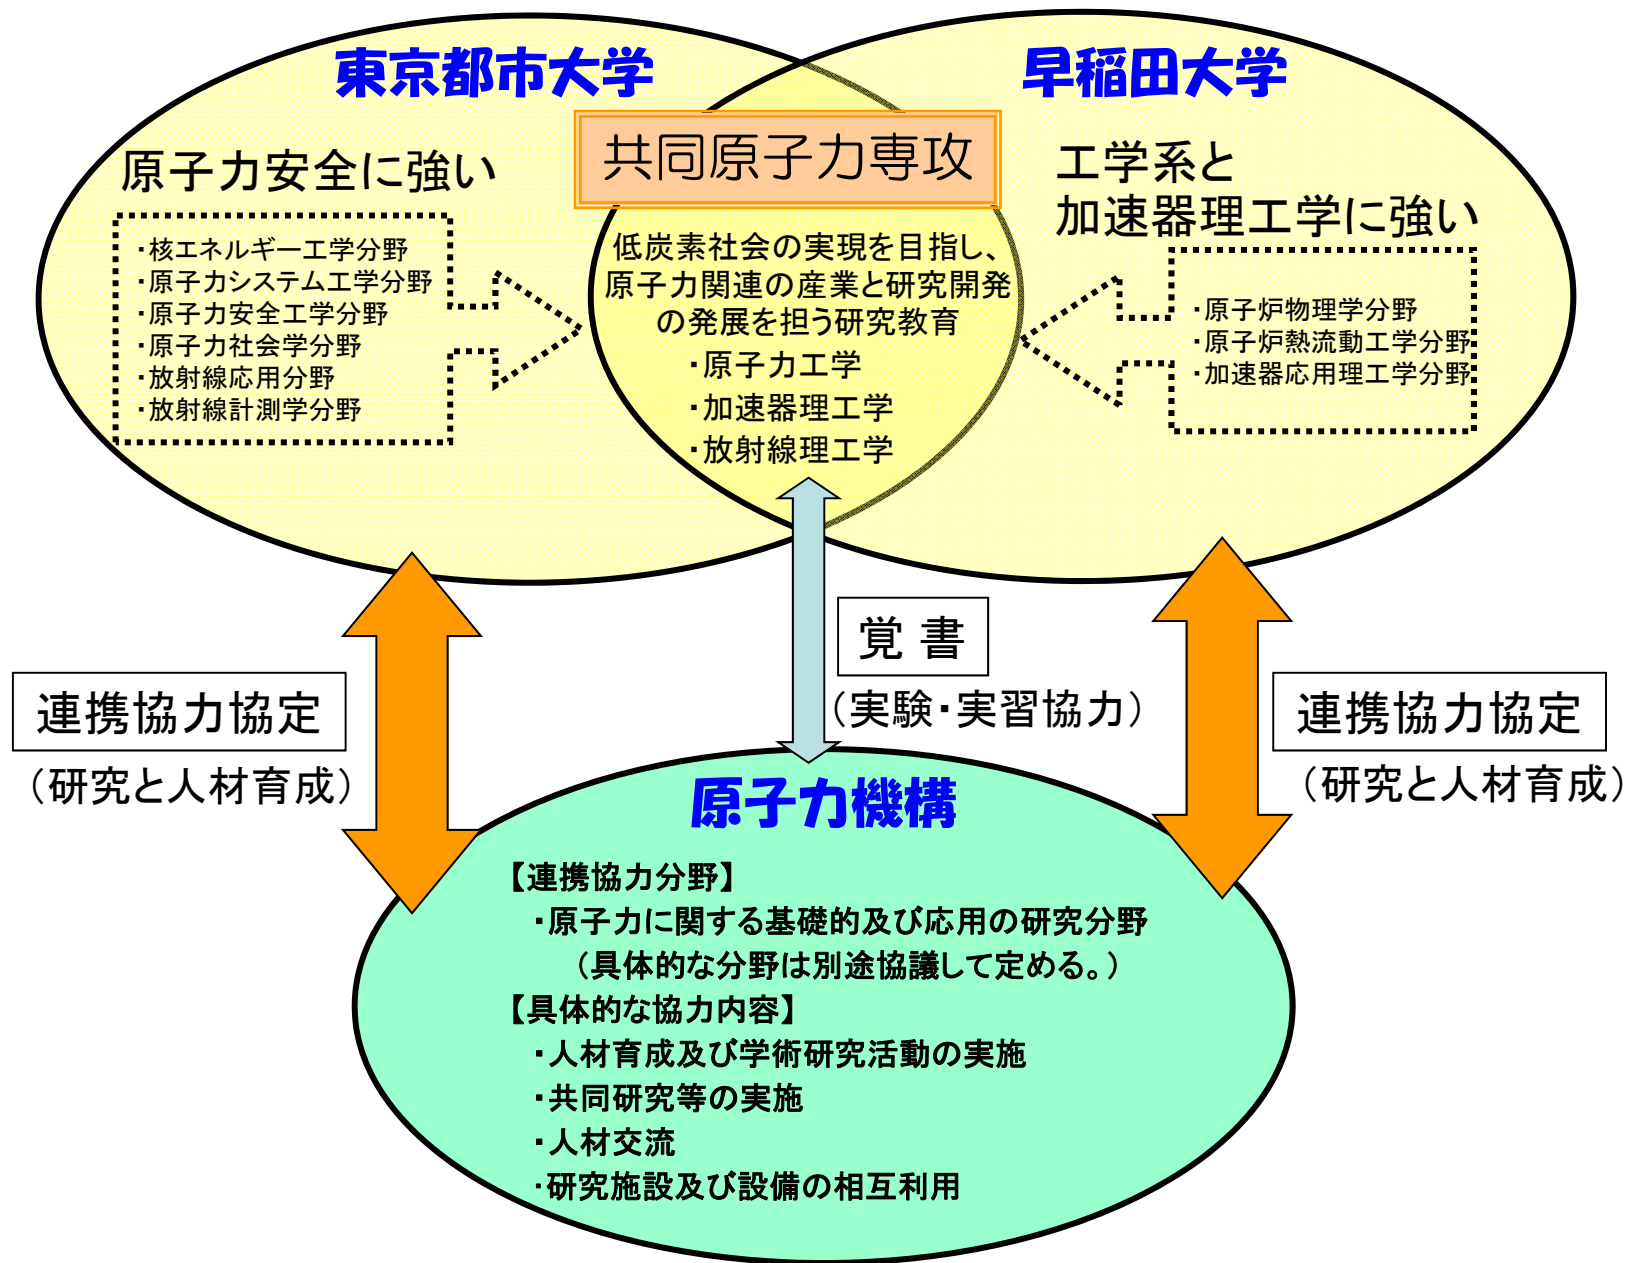 東京都市大学
原子力安全に強い
・核エネルギー工学分野
・原子力システム工学分野
・原子力安全工学分野
・原子力社会学分野
・放射線応用分野
・放射線計測学分野
共同原子力専攻
低炭素社会の実現を目指し、
原子力関連の産業と研究開発
の発展を担う研究教育
・原子力工学
・加速器理工学
・放射線理工学
早稲田大学
工学系と
加速器理工学に強い
・原子炉物理学分野
・原子炉熱流動工学分野
・加速器応用理工学分野
連携協力協定
（研究と人材育成）
覚 書
（実験・実習協力）
連携協力協定
（研究と人材育成）
原子力機構
【連携協力分野】
・原子力に関する基礎的及び応用の研究分野
（具体的な分野は別途協議して定める。）
【具体的な協力内容】
・人材育成及び学術研究活動の実施
・共同研究等の実施
・人材交流
・研究施設及び設備の相互利用